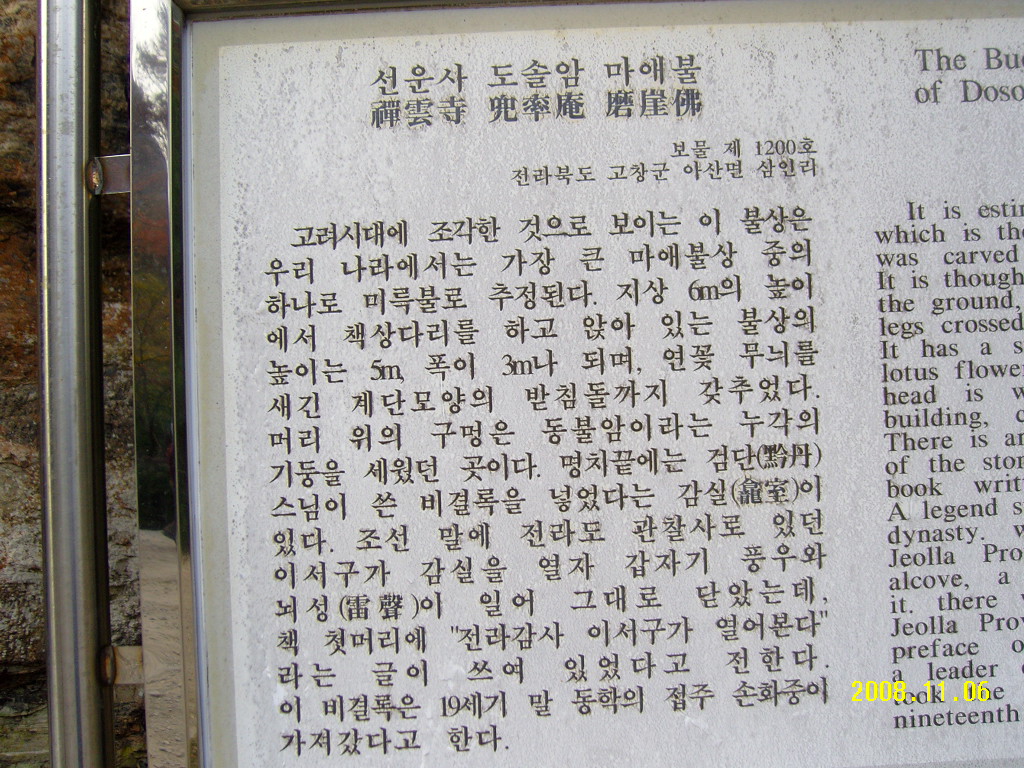 선운사 도솔암 마애불
禪雲寺 兜率庵 磨崖佛
보물 제 1200호
전라북도 고창군 아산면 삼인리
고려시대에 조각한 것으로 보이는 이 불상은
우리 나라에서는 가장 큰 마애불상 중의
하나로 미륵불로 추정된다. 지상 6m의 높이
에서 책상다리를 하고 앉아 있는 불상의
높이는 5m, 폭이 3m나 되며, 연꽃 무늬를
새긴 계단모양의 받침돌까지 갖추었다.
머리 위의 구멍은 동불암이라는 누각의
기둥을 세웠던 곳이다. 명치끝에는 검단(黔丹)
스님이 쓴 비결록을 넣었다는 감실(龕室)이
있다. 조선 말에 전라도 관찰사로 있던
이서구가 감실을 열자 갑자기 풍우와
뇌성(雷聲)이 일어 그대로 닫았는데,
책 첫머리에 "전라감사 이서구가 열어본다"
라는 글이 쓰여 있었다고 전한다.
이 비결록은 19세기 말 동학의 접주 손화중이
가져갔다고 한다.
The Bu
of Doso
It is esti
which is the
was carved
It is though
the ground,
legs crossed
It has a s
lotus flower
head is w
building, c
There is an
of the stor
book writt
A legend s
dynasty. w
Jeolla Pro
alcove, a
it. there
Jeolla Prov
preface o
a leader
took the
nineteenth
2008.11.06